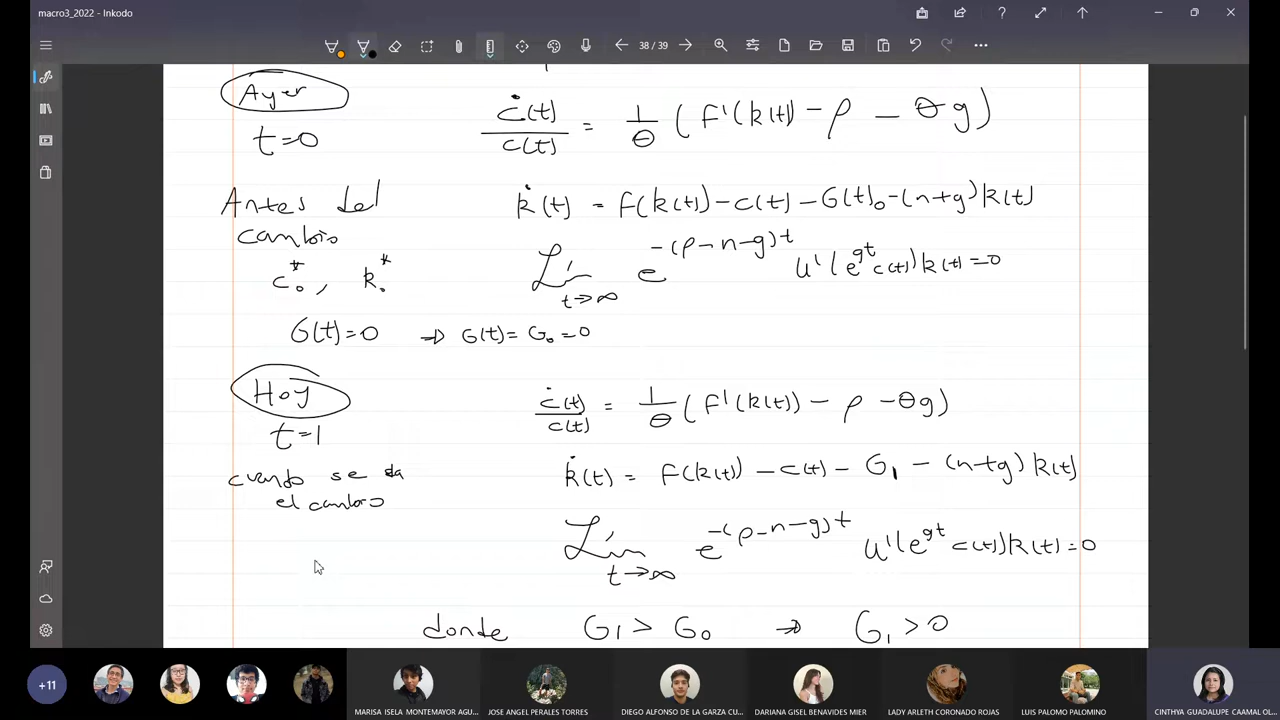 macro3_2022 - Inkodo
38 / 39
Ayer
t=0
ċ(t)/c(t) = 1/θ (f'(k(t)) - ρ - θg)
Antes del
cambio
c₀*, k₀*
k̇(t) = f(k(t)) - c(t) - G(t)₀ - (n+g)k(t)
Lim t→∞ e^-(ρ-n-g)t u'(e^gt c(t))k(t)=0
G(t)=0 ⇒ G(t)= G₀ =0
Hoy
t=1
ċ(t)/c(t) = 1/θ (f'(k(t)) - ρ - θg)
cuando se da
el cambio
k̇(t) = f(k(t)) - c(t) - G₁ - (n+g)k(t)
Lim t→∞ e^-(ρ-n-g)t u'(e^gt c(t))k(t)=0
donde G₁ > G₀ ⇒ G₁ > 0
+11
MARISA ISELA MONTEMAYOR AGU...
JOSE ANGEL PERALES TORRES
DIEGO ALFONSO DE LA GARZA CU...
DARIANA GISEL BENAVIDES MIER
LADY ARLETH CORONADO ROJAS
LUIS PALOMO PALOMINO
CINTHYA GUADALUPE CAAMAL OL...